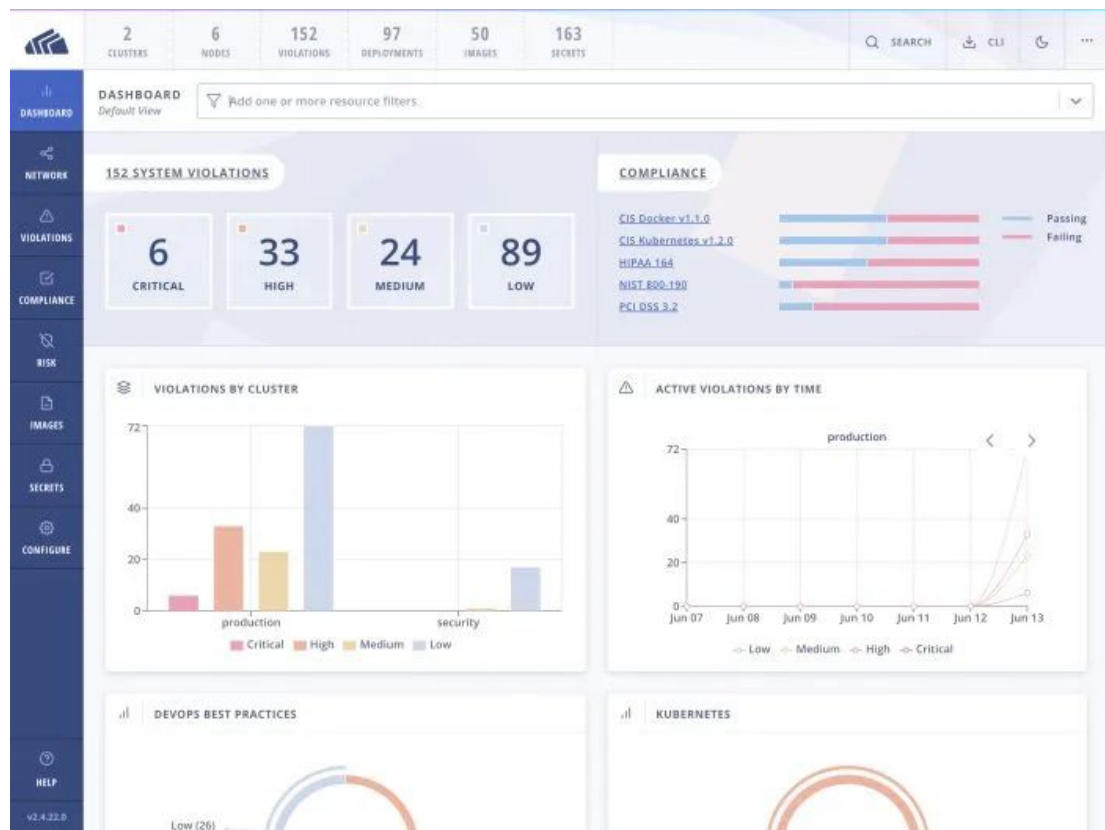 2 6 152 97 50 163
CLUSTERS NODES VIOLATIONS DEPLOYMENTS IMAGES SECRETS
SEARCH CLI
DASHBOARD
NETWORK
VIOLATIONS
COMPLIANCE
RISK
IMAGES
SECRETS
CONFIGURE
HELP
v2.4.22.0
DASHBOARD
Default View
Add one or more resource filters
152 SYSTEM VIOLATIONS
6 33 24 89
CRITICAL HIGH MEDIUM LOW
COMPLIANCE
CIS Docker v1.1.0
CIS Kubernetes v1.2.0
HIPAA 164
NIST 800-190
PCI DSS 3.2
Passing
Failing
VIOLATIONS BY CLUSTER
72
40
20
0
production security
Critical High Medium Low
ACTIVE VIOLATIONS BY TIME
production
72
40
20
0
Jun 07 Jun 08 Jun 09 Jun 10 Jun 11 Jun 12 Jun 13
Low Medium High Critical
DEVOPS BEST PRACTICES
Low (26)
KUBERNETES